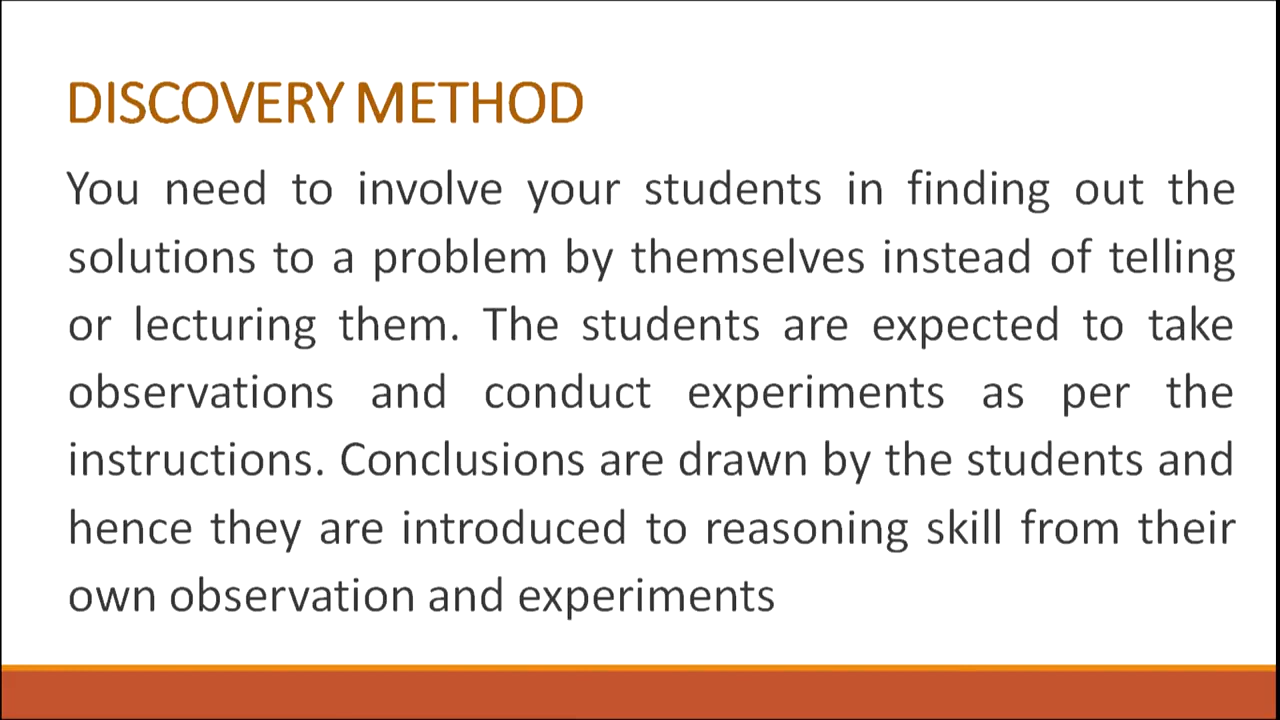 DISCOVERY METHOD
You need to involve your students in finding out the
solutions to a problem by themselves instead of telling
or lecturing them. The students are expected to take
observations and conduct experiments as per the
instructions. Conclusions are drawn by the students and
hence they are introduced to reasoning skill from their
own observation and experiments